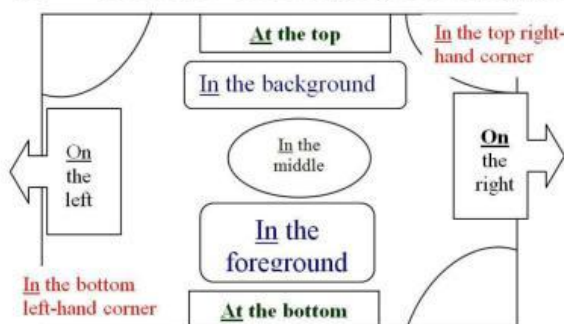 At the top
In the top right-
hand corner
In the background
On
the
left
In the
middle
On
the
right
In the
foreground
In the bottom
left-hand corner
At the bottom